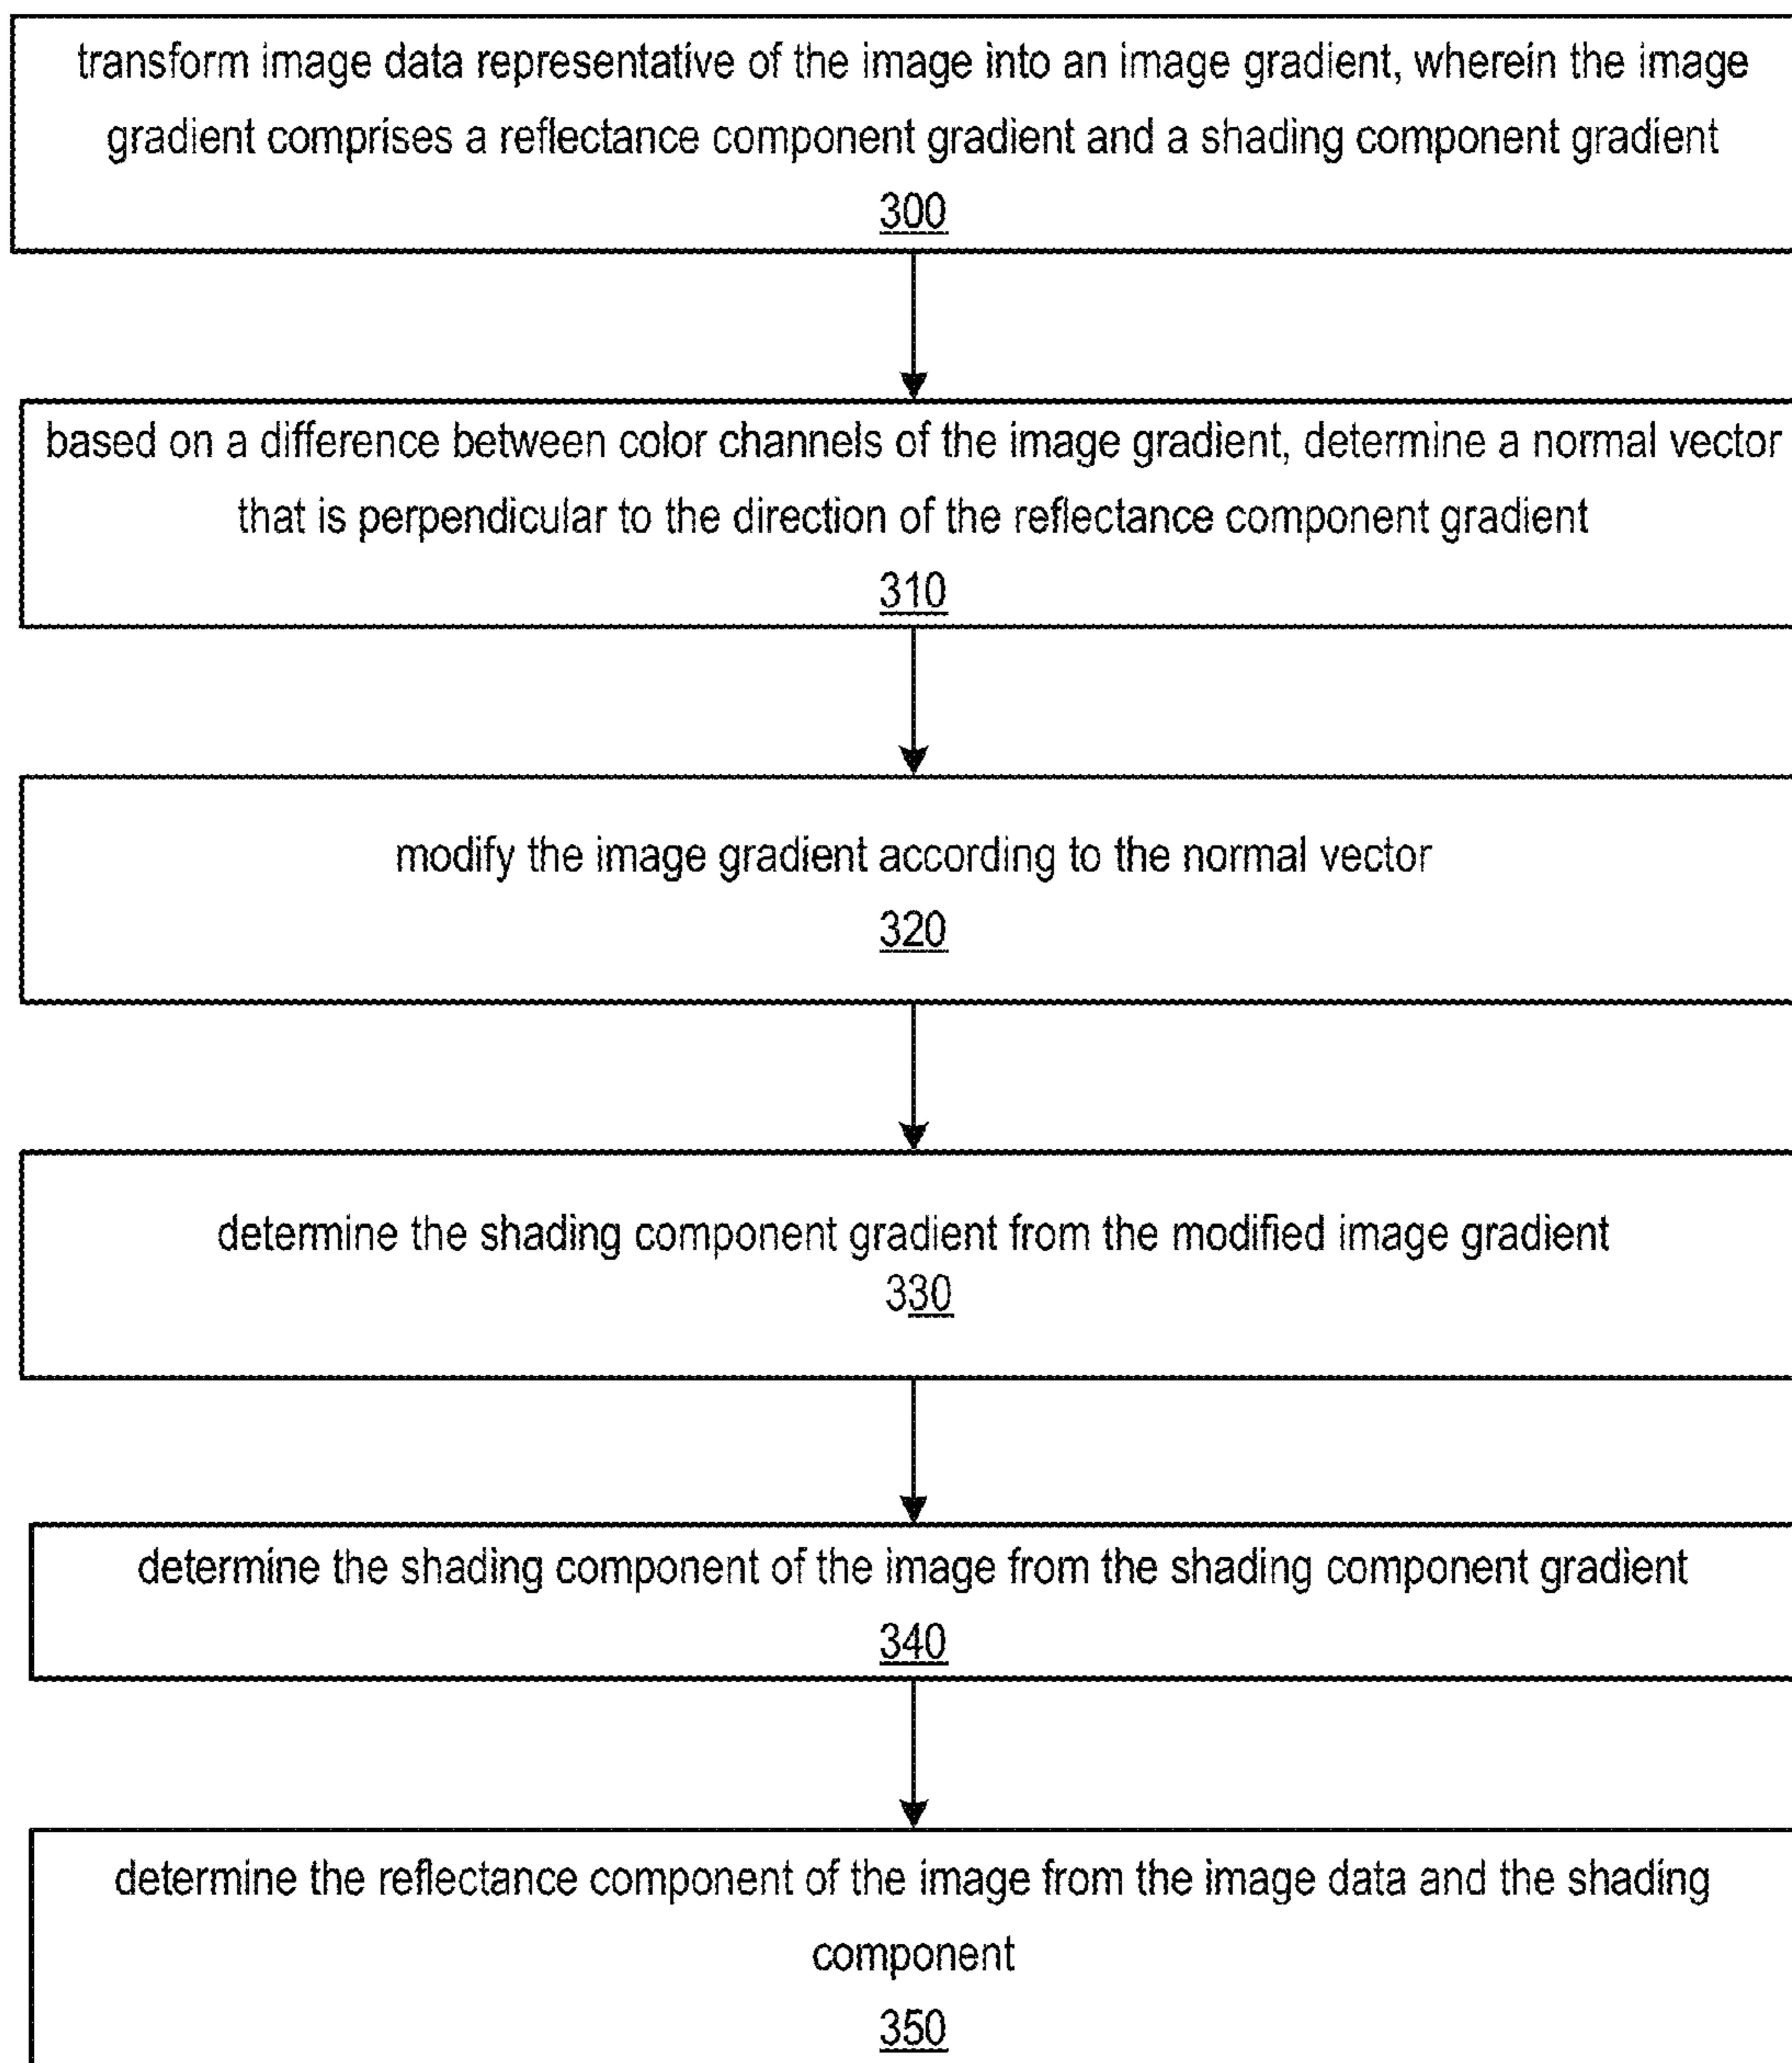 transform image data representative of the image into an image gradient, wherein the image
gradient comprises a reflectance component gradient and a shading component gradient
300
based on a difference between color channels of the image gradient, determine a normal vector
that is perpendicular to the direction of the reflectance component gradient
310
modify the image gradient according to the normal vector
320
determine the shading component gradient from the modified image gradient
330
determine the shading component of the image from the shading component gradient
340
determine the reflectance component of the image from the image data and the shading
component
350